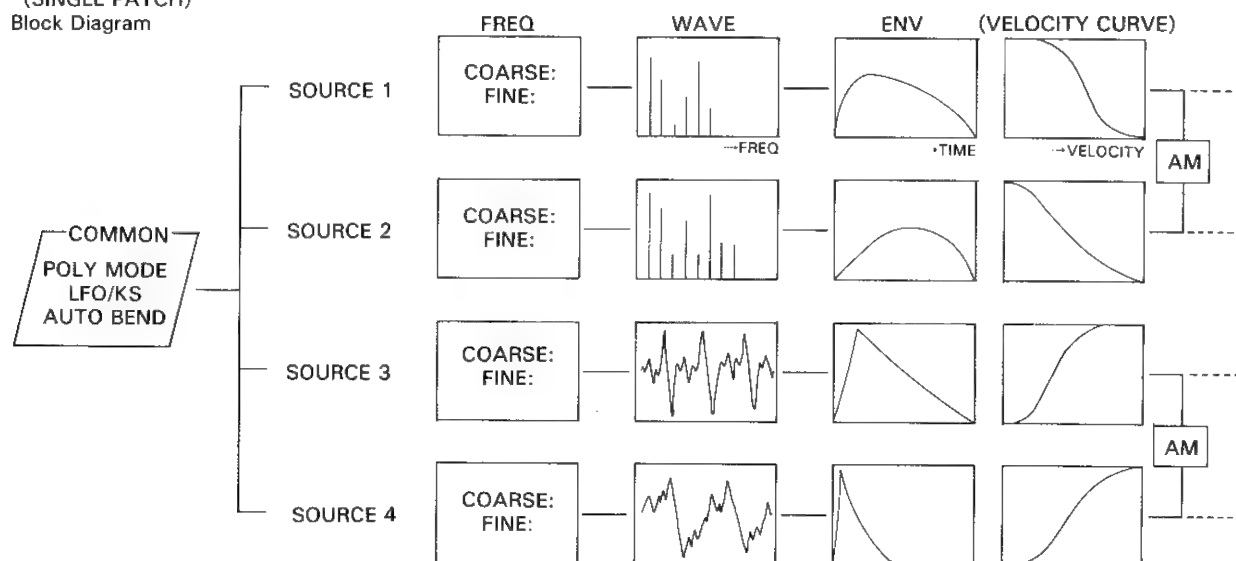 (SINGLE PATCH)
Block Diagram
FREQ WAVE ENV (VELOCITY CURVE)
SOURCE 1
COARSE:
FINE:
→FREQ
→TIME
→VELOCITY
AM
SOURCE 2
COARSE:
FINE:
COMMON
POLY MODE
LFO/KS
AUTO BEND
SOURCE 3
COARSE:
FINE:
AM
SOURCE 4
COARSE:
FINE: